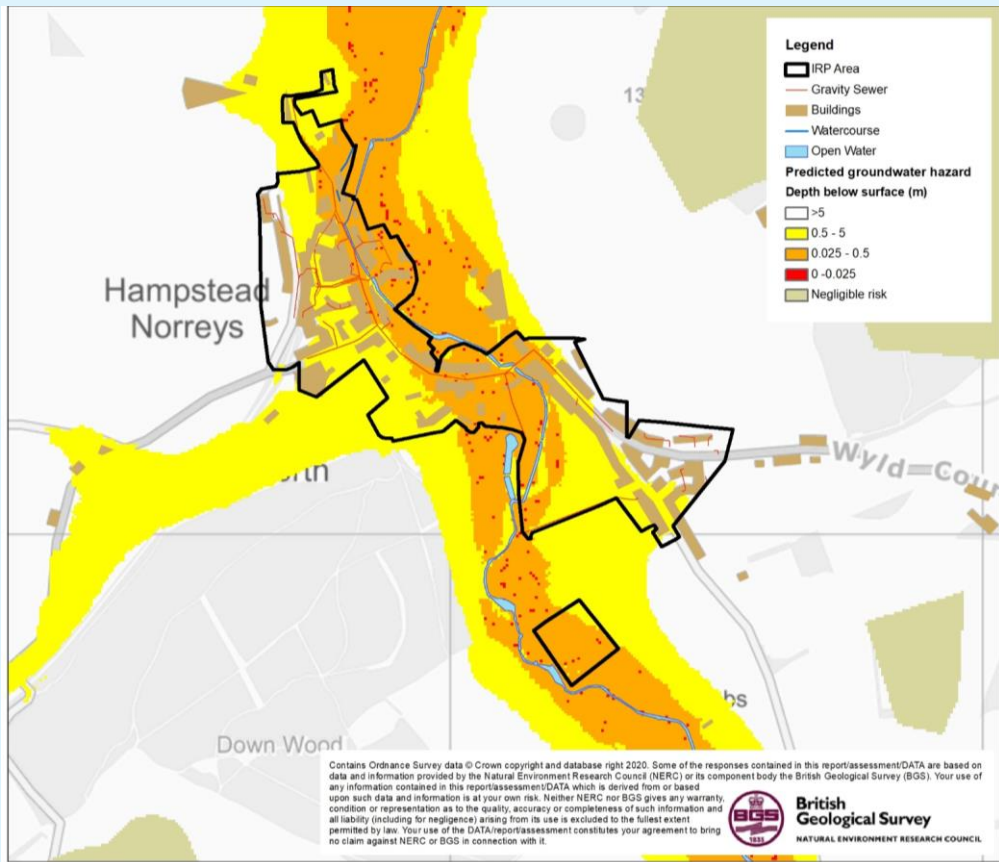 Legend
IRP Area
Gravity Sewer
Buildings
Watercourse
Open Water
Predicted groundwater hazard
Depth below surface (m)
>5
0.5 - 5
0.025 - 0.5
0 -0.025
Negligible risk
13
Hampstead
Norreys
Wyld Cour
Down Wood
bs
Contains Ordnance Survey data © Crown copyright and database right 2020. Some of the responses contained in this report/assessment/DATA are based on
data and information provided by the Natural Environment Research Council (NERC) or its component body the British Geological Survey (BGS). Your use of
any information contained in this report/assessment/DATA which is derived from or based
upon such data and information is at your own risk. Neither NERC nor BGS gives any warranty,
condition or representation as to the quality, accuracy or completeness of such information and
all liability (including for negligence) arising from its use is excluded to the fullest extent
permitted by law. Your use of the DATA/report/assessment constitutes your agreement to bring
no claim against NERC or BGS in connection with it.
BGS
1835
British
Geological Survey
NATURAL ENVIRONMENT RESEARCH COUNCIL